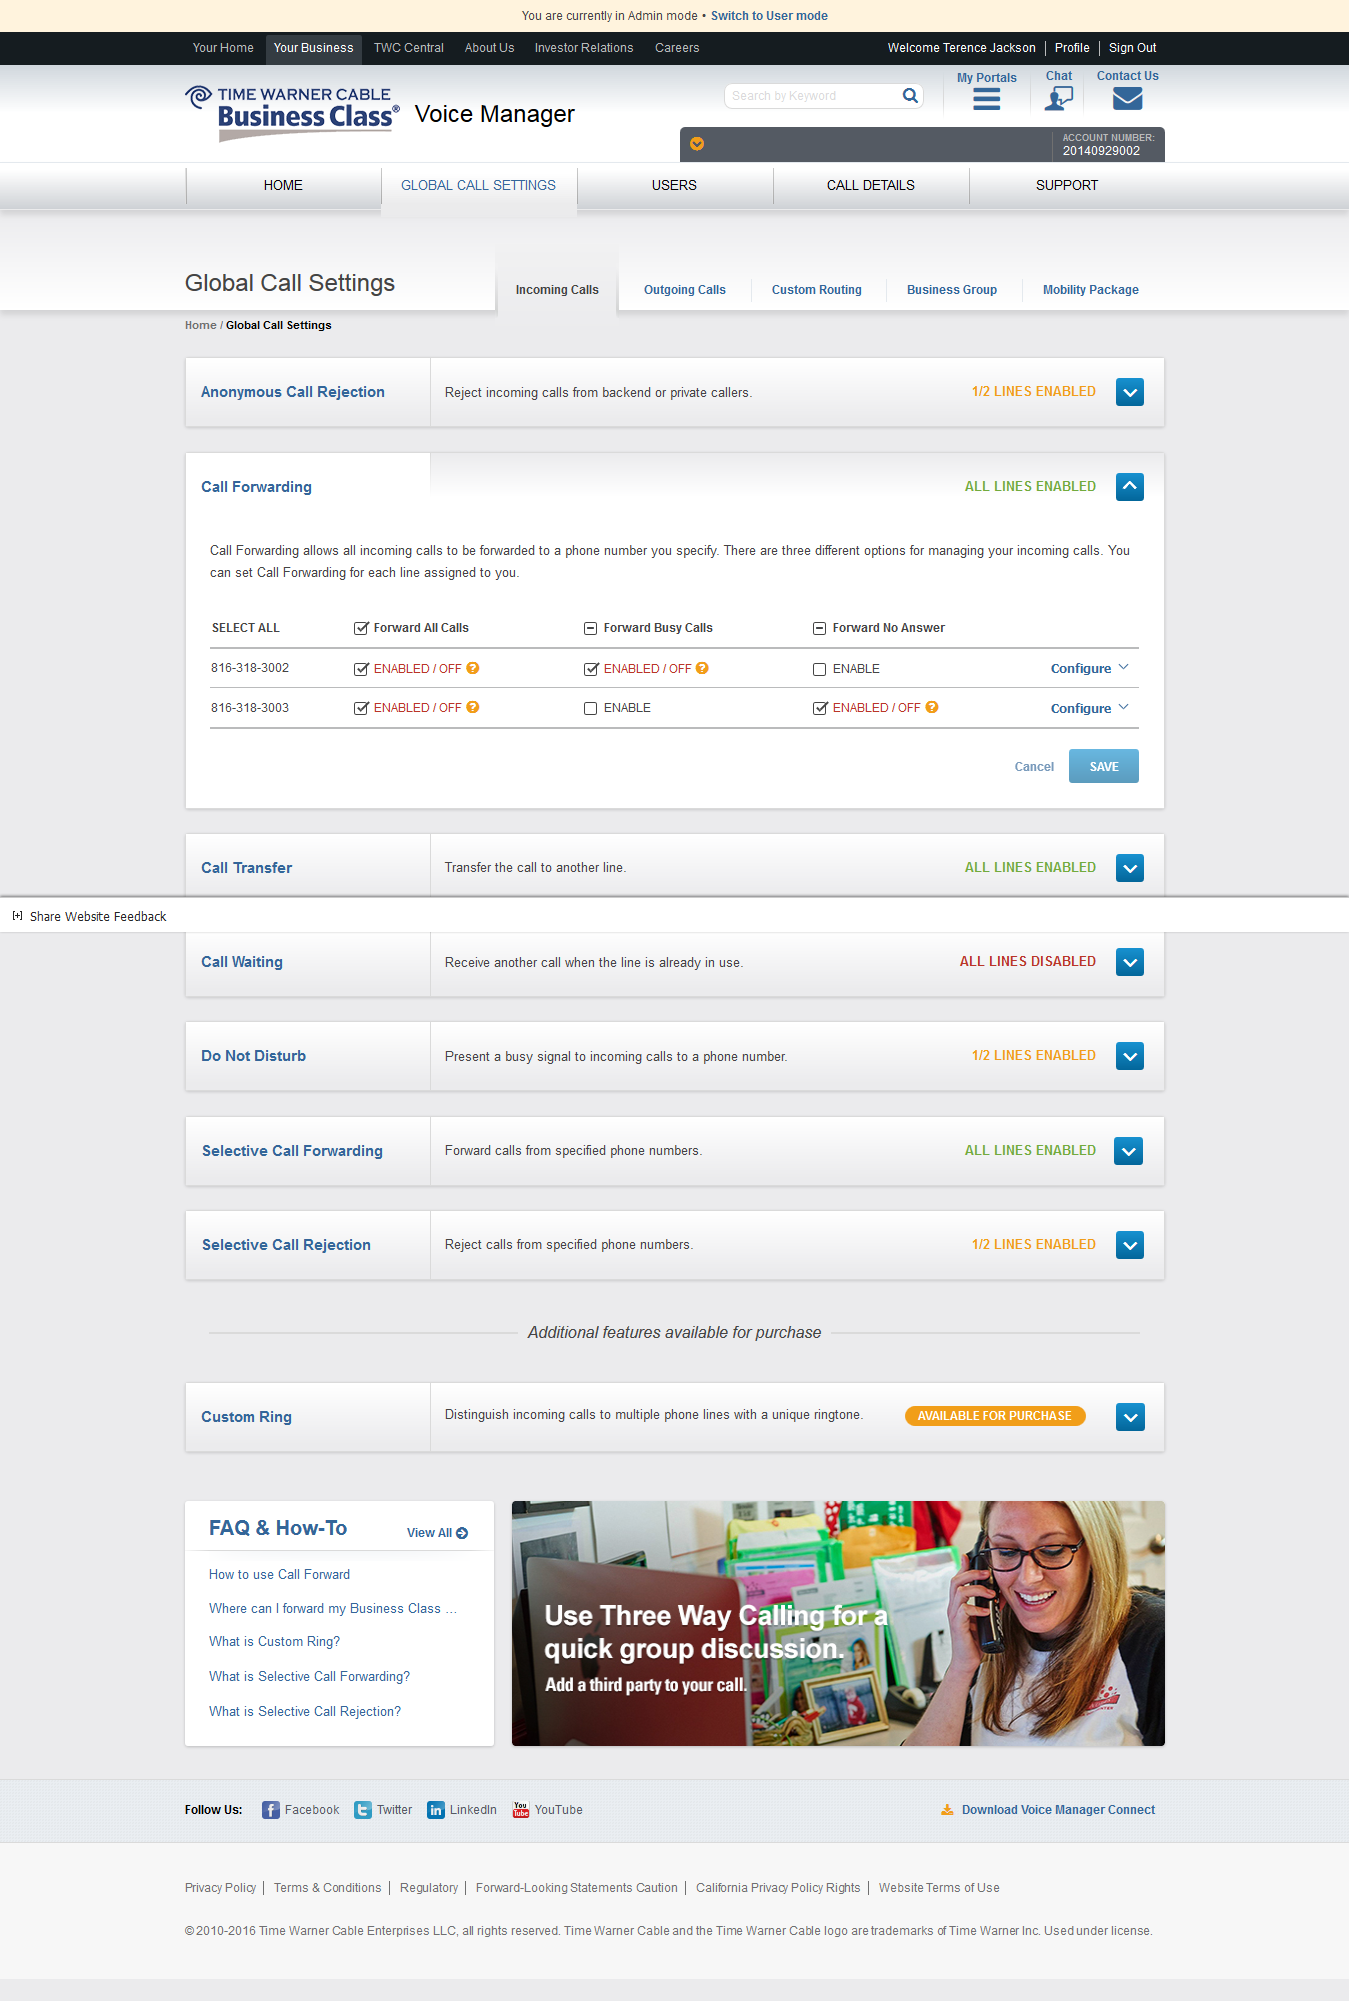 You are currently in Admin mode • Switch to User mode
Your Home Your Business TWC Central About Us Investor Relations Careers Welcome Terence Jackson Profile Sign Out
TIME WARNER CABLE
Business Class®
Voice Manager
Search by Keyword
My Portals Chat Contact Us
ACCOUNT NUMBER:
20140929002
HOME GLOBAL CALL SETTINGS USERS CALL DETAILS SUPPORT
Global Call Settings
Incoming Calls Outgoing Calls Custom Routing Business Group Mobility Package
Home / Global Call Settings
Anonymous Call Rejection Reject incoming calls from backend or private callers. 1/2 LINES ENABLED
Call Forwarding ALL LINES ENABLED
Call Forwarding allows all incoming calls to be forwarded to a phone number you specify. There are three different options for managing your incoming calls. You
can set Call Forwarding for each line assigned to you.
SELECT ALL Forward All Calls Forward Busy Calls Forward No Answer
816-318-3002 ENABLED / OFF ? ENABLED / OFF ? ENABLE Configure
816-318-3003 ENABLED / OFF ? ENABLE ENABLED / OFF ? Configure
Cancel SAVE
Call Transfer Transfer the call to another line. ALL LINES ENABLED
[+] Share Website Feedback
Call Waiting Receive another call when the line is already in use. ALL LINES DISABLED
Do Not Disturb Present a busy signal to incoming calls to a phone number. 1/2 LINES ENABLED
Selective Call Forwarding Forward calls from specified phone numbers. ALL LINES ENABLED
Selective Call Rejection Reject calls from specified phone numbers. 1/2 LINES ENABLED
Additional features available for purchase
Custom Ring Distinguish incoming calls to multiple phone lines with a unique ringtone. AVAILABLE FOR PURCHASE
FAQ & How-To View All
How to use Call Forward
Where can I forward my Business Class ...
What is Custom Ring?
What is Selective Call Forwarding?
What is Selective Call Rejection?
Use Three Way Calling for a
quick group discussion.
Add a third party to your call.
Follow Us: Facebook Twitter LinkedIn YouTube Download Voice Manager Connect
Privacy Policy Terms & Conditions Regulatory Forward-Looking Statements Caution California Privacy Policy Rights Website Terms of Use
© 2010-2016 Time Warner Cable Enterprises LLC, all rights reserved. Time Warner Cable and the Time Warner Cable logo are trademarks of Time Warner Inc. Used under license.